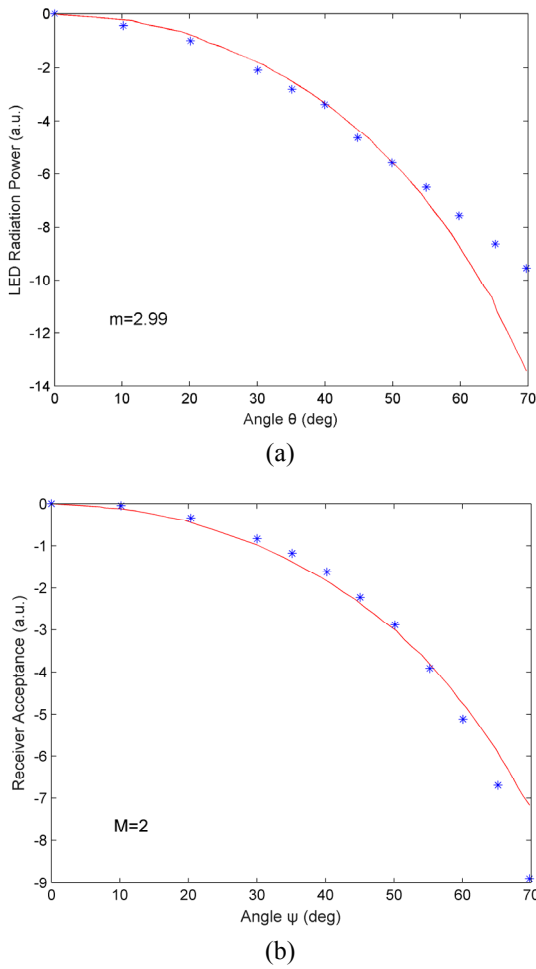 0
-2
-4
-6
-8
-10
-12
-14
LED Radiation Power (a.u.)
m=2.99
0 10 20 30 40 50 60 70
Angle θ (deg)
(a)
0
-1
-2
-3
-4
-5
-6
-7
-8
-9
Receiver Acceptance (a.u.)
M=2
0 10 20 30 40 50 60 70
Angle ψ (deg)
(b)